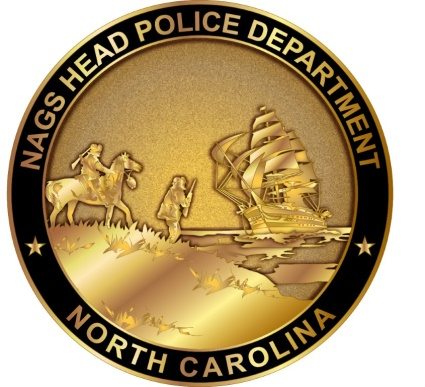 NAGS HEAD POLICE DEPARTMENT
NORTH CAROLINA